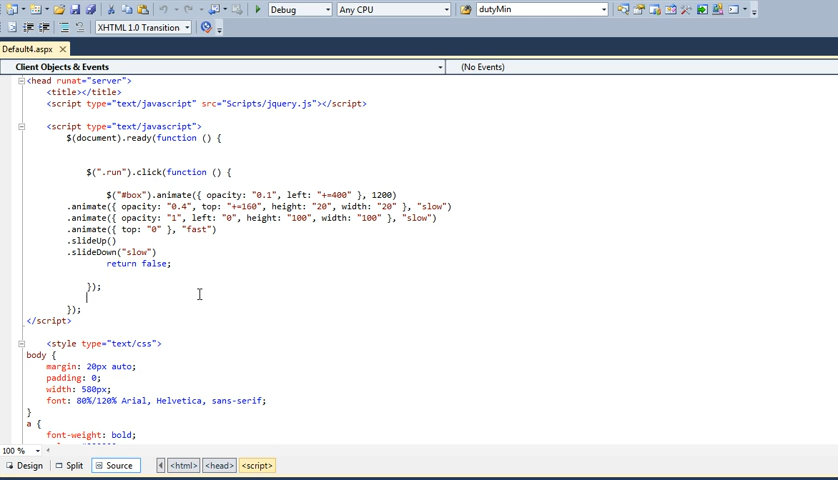 Debug Any CPU dutyMin
XHTML 1.0 Transition
Default4.aspx
Client Objects & Events (No Events)
<head runat="server">
<title></title>
<script type="text/javascript" src="Scripts/jquery.js"></script>
<script type="text/javascript">
$(document).ready(function () {
$(".run").click(function () {
$("#box").animate({ opacity: "0.1", left: "+=400" }, 1200)
.animate({ opacity: "0.4", top: "+=160", height: "20", width: "20" }, "slow")
.animate({ opacity: "1", left: "0", height: "100", width: "100" }, "slow")
.animate({ top: "0" }, "fast")
.slideUp()
.slideDown("slow")
return false;
});
});
</script>
<style type="text/css">
body {
margin: 20px auto;
padding: 0;
width: 580px;
font: 80%/120% Arial, Helvetica, sans-serif;
}
a {
font-weight: bold;
100 %
Design Split Source <html> <head> <script>